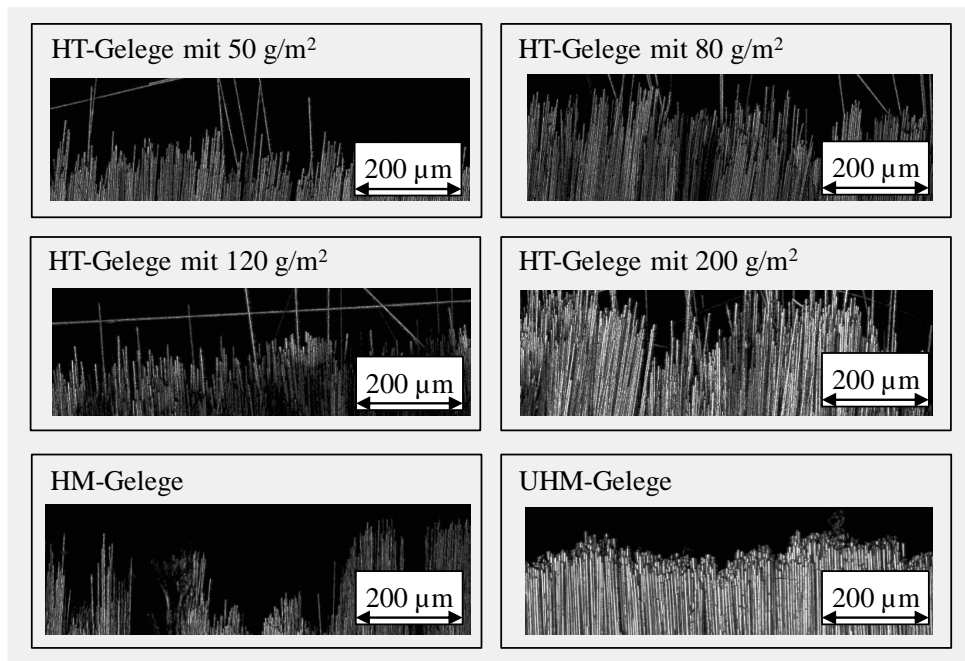 HT-Gelege mit 50 g/m²
200 µm
HT-Gelege mit 80 g/m²
200 µm
HT-Gelege mit 120 g/m²
200 µm
HT-Gelege mit 200 g/m²
200 µm
HM-Gelege
200 µm
UHM-Gelege
200 µm